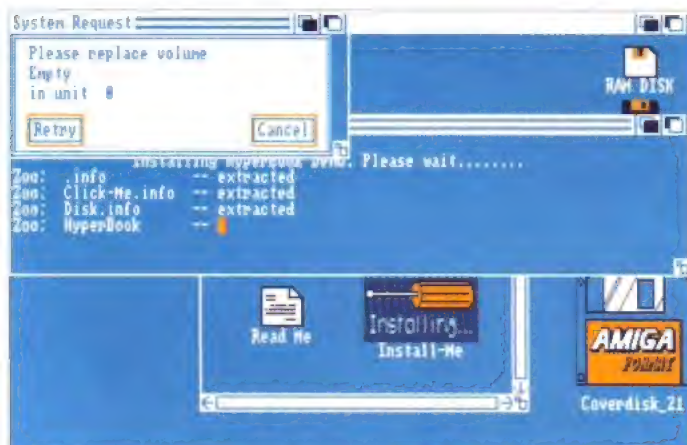 System Request
Please replace volume
Empty
in unit 0
Retry
Cancel
RAM DISK
Installing HyperBook Demo. Please wait........
Zoo: .info -- extracted
Zoo: Click-Me.info -- extracted
Zoo: Disk.info -- extracted
Zoo: HyperBook --
Read Me
Installing...
Install-Me
AMIGA
FORMAT
Coverdisk_21